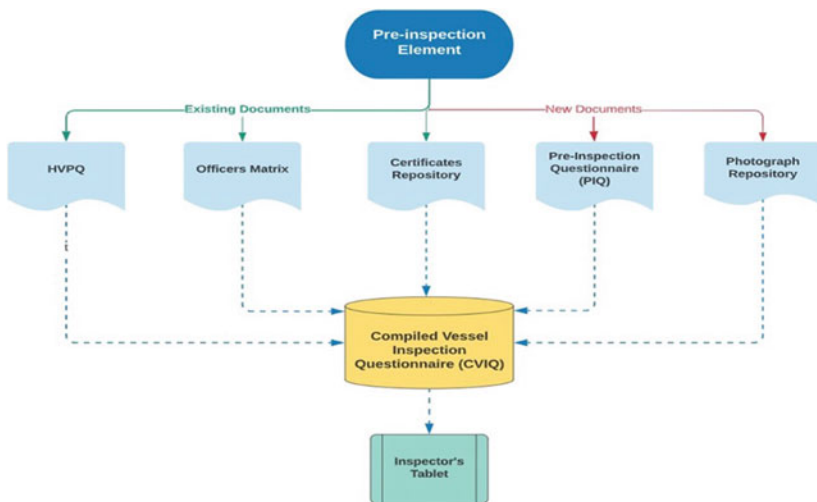 Pre-inspection
Element
Existing Documents
New Documents
HVPQ
Officers Matrix
Certificates
Repository
Pre-Inspection
Questionnaire
(PIQ)
Photograph
Repository
t
Compiled Vessel
Inspection
Questionnaire (CVIQ)
Inspector's
Tablet